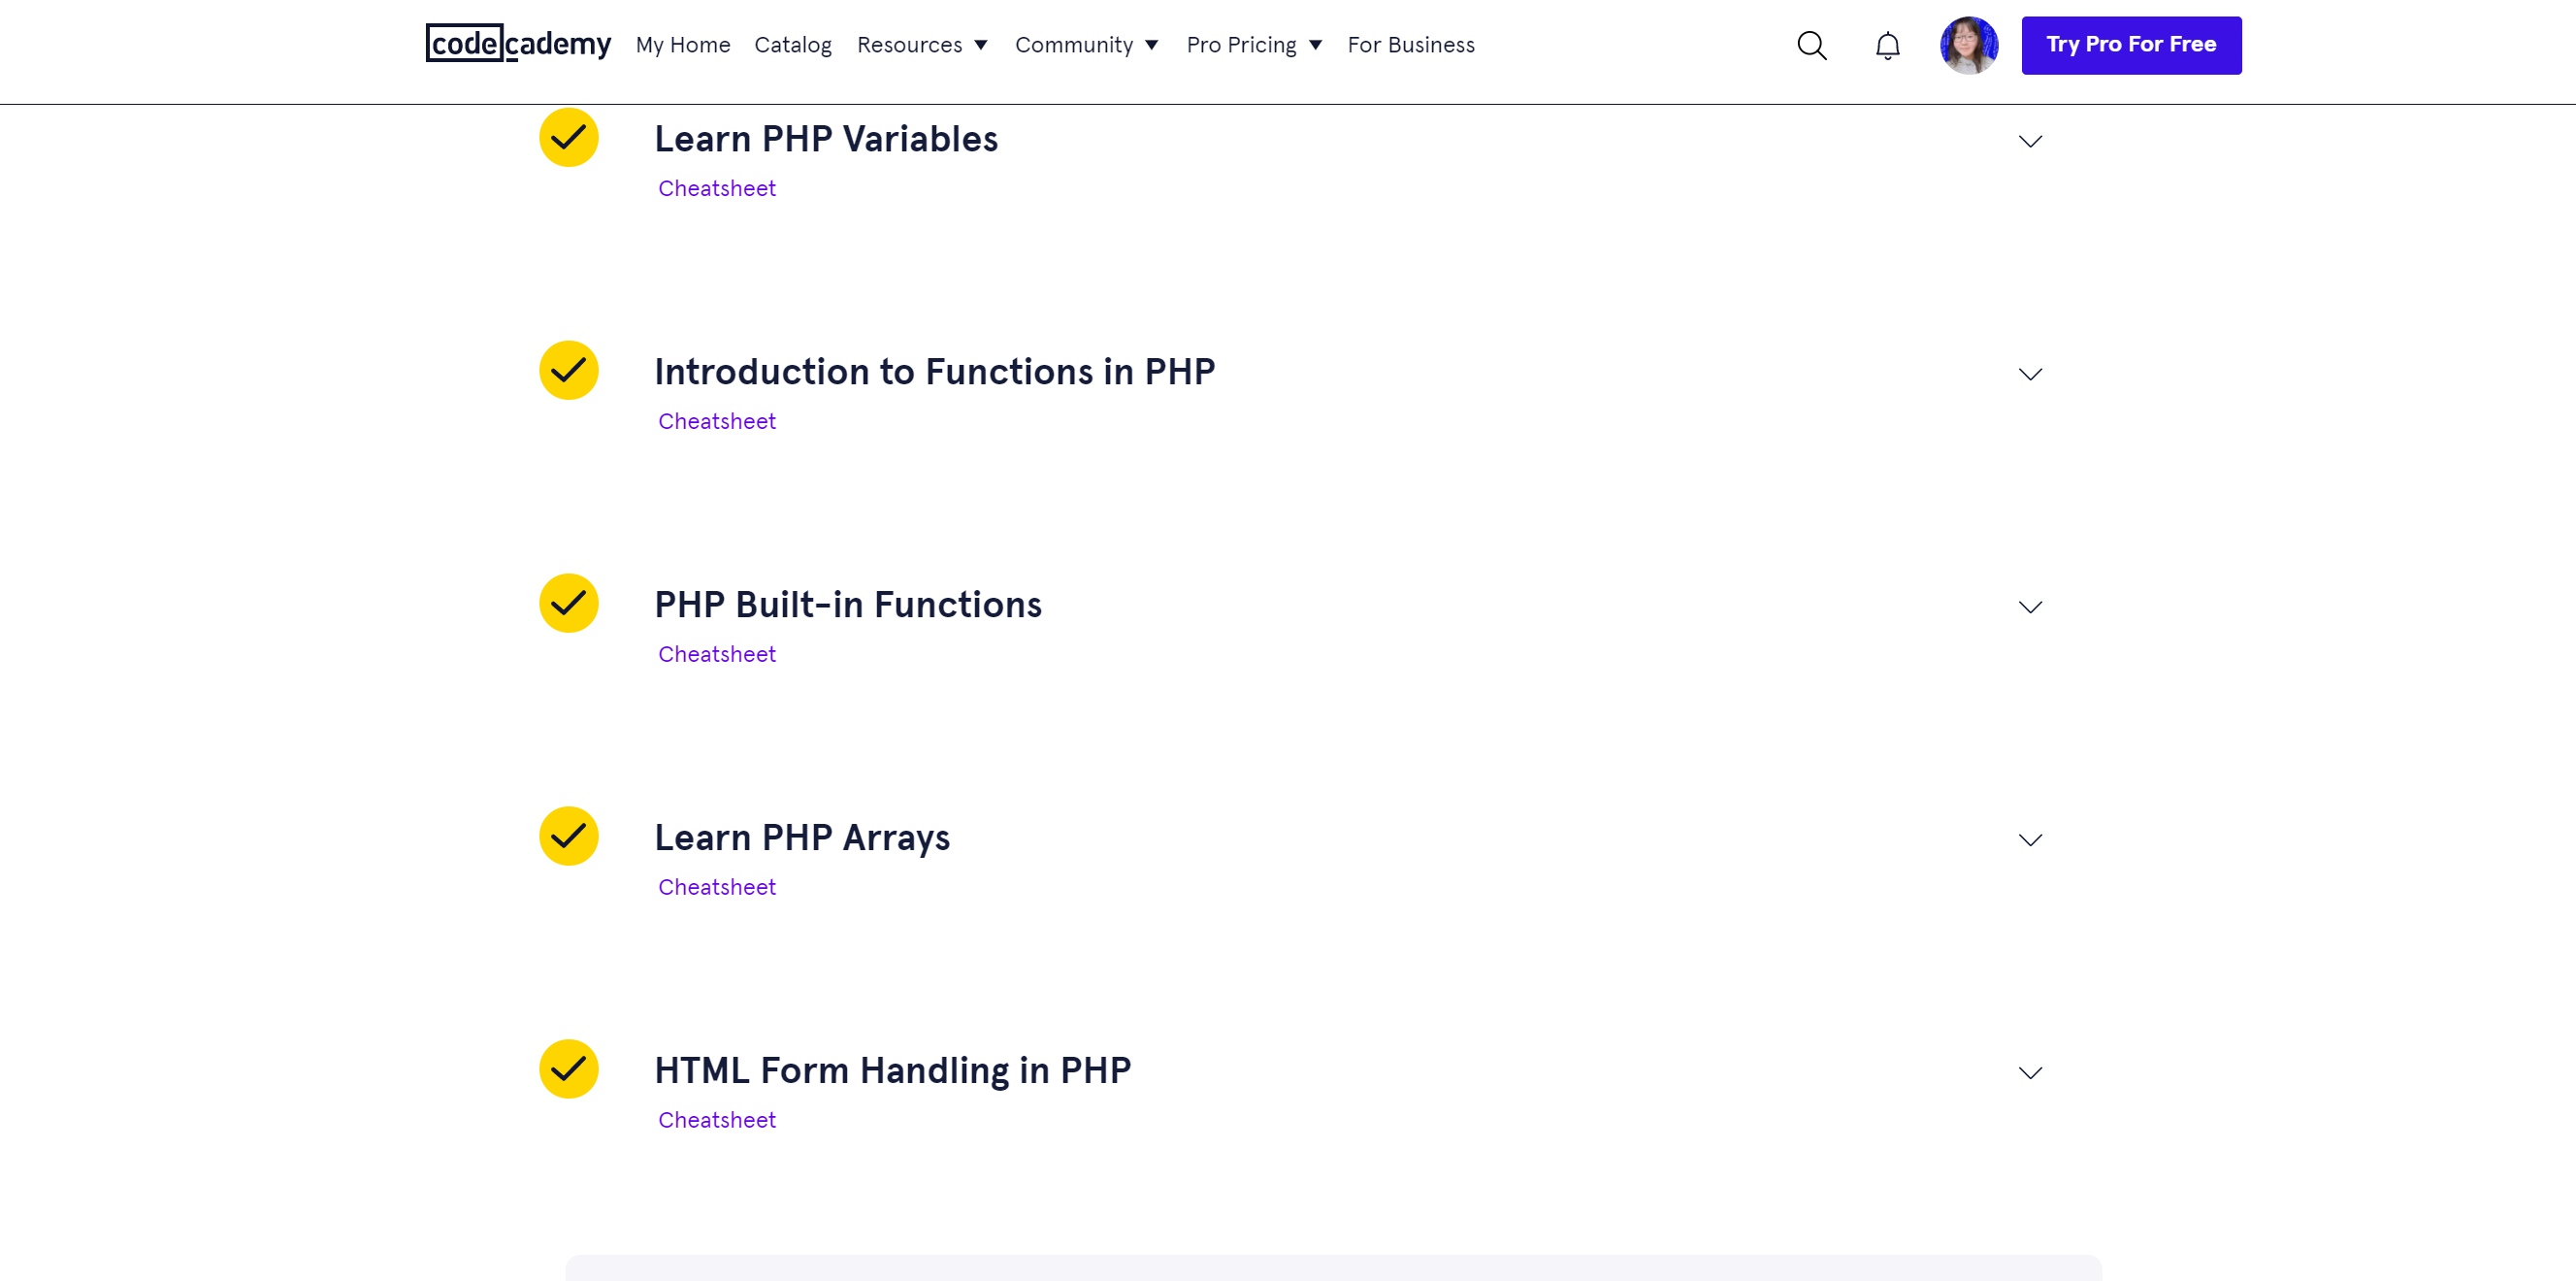 codecademy My Home Catalog Resources Community Pro Pricing For Business Try Pro For Free
Learn PHP Variables
Cheatsheet
Introduction to Functions in PHP
Cheatsheet
PHP Built-in Functions
Cheatsheet
Learn PHP Arrays
Cheatsheet
HTML Form Handling in PHP
Cheatsheet